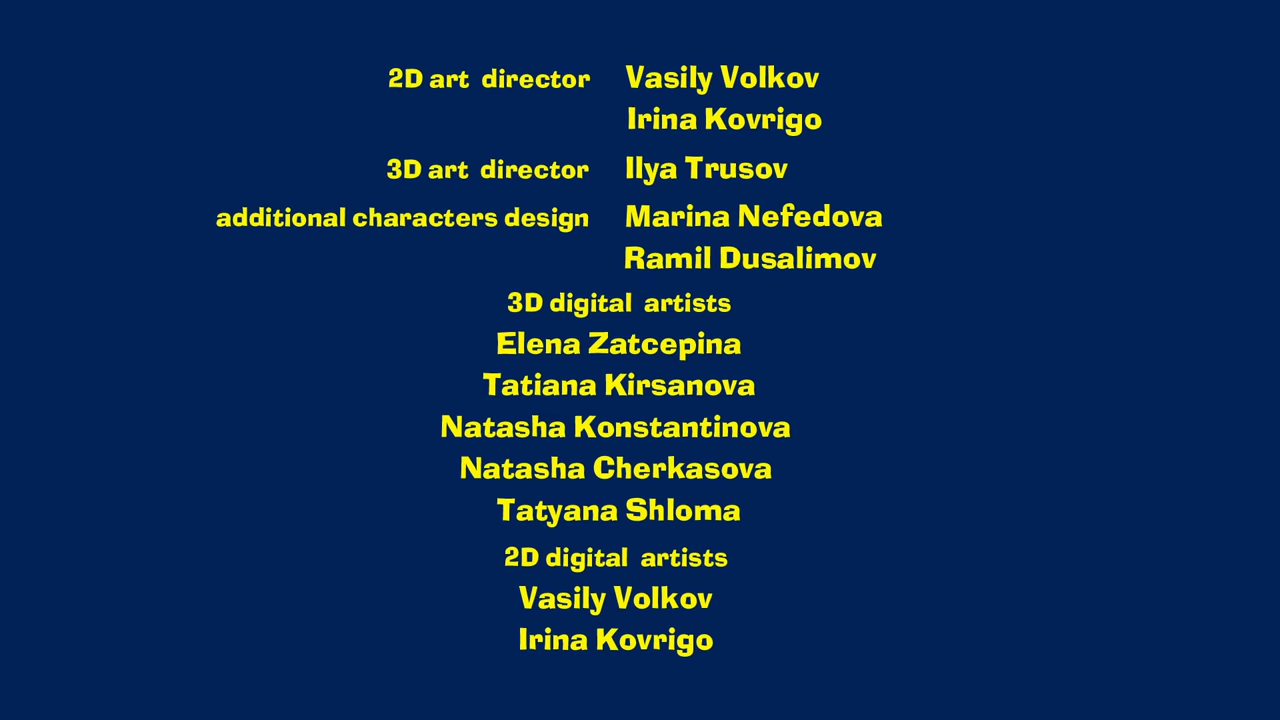 2D art director Vasily Volkov
Irina Kovrigo
3D art director Ilya Trusov
additional characters design Marina Nefedova
Ramil Dusalimov
3D digital artists
Elena Zatcepina
Tatiana Kirsanova
Natasha Konstantinova
Natasha Cherkasova
Tatyana Shloma
2D digital artists
Vasily Volkov
Irina Kovrigo